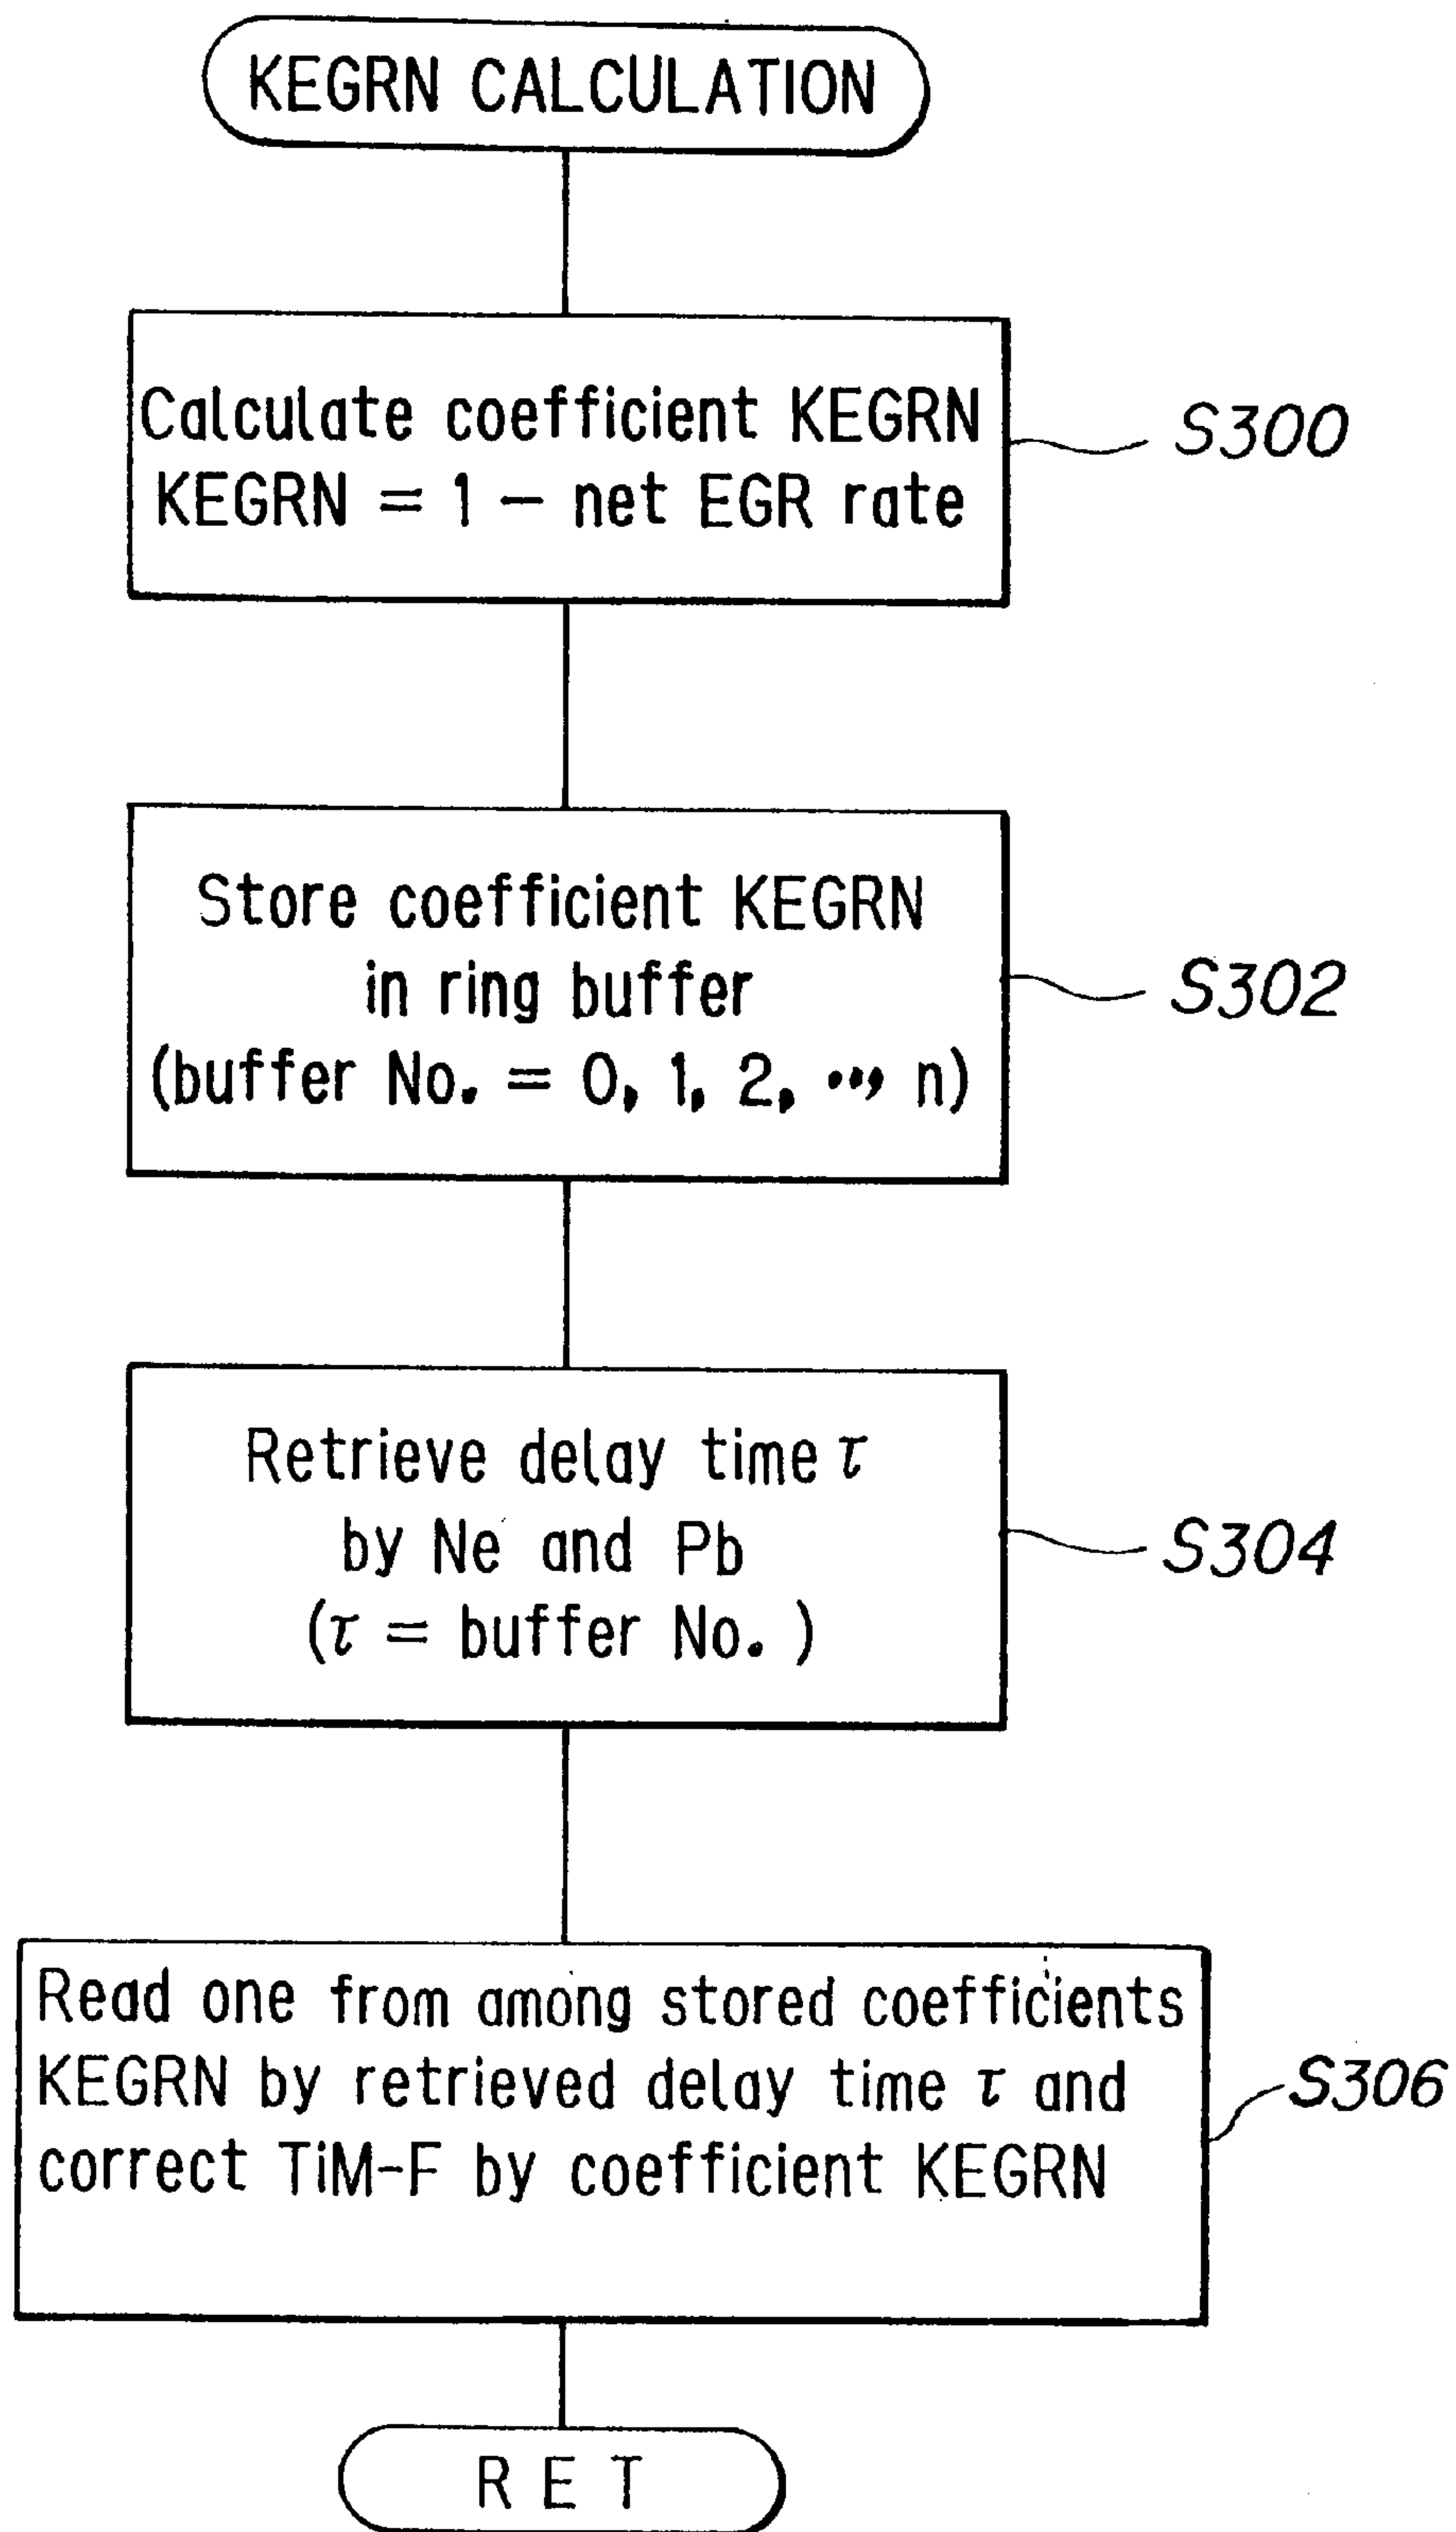 KEGRN CALCULATION
Calculate coefficient KEGRN
KEGRN = 1 - net EGR rate
S300
Store coefficient KEGRN
in ring buffer
(buffer No. = 0, 1, 2, ..., n)
S302
Retrieve delay time τ
by Ne and Pb
(τ = buffer No. )
S304
Read one from among stored coefficients
KEGRN by retrieved delay time τ and
correct TiM-F by coefficient KEGRN
S306
R E T